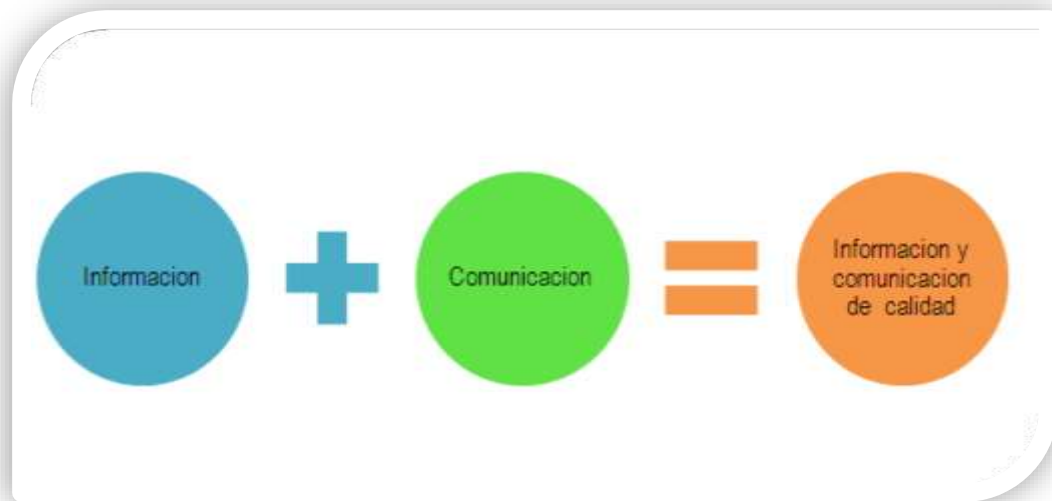 Informacion
Comunicacion
Informacion y
comunicacion
de calidad